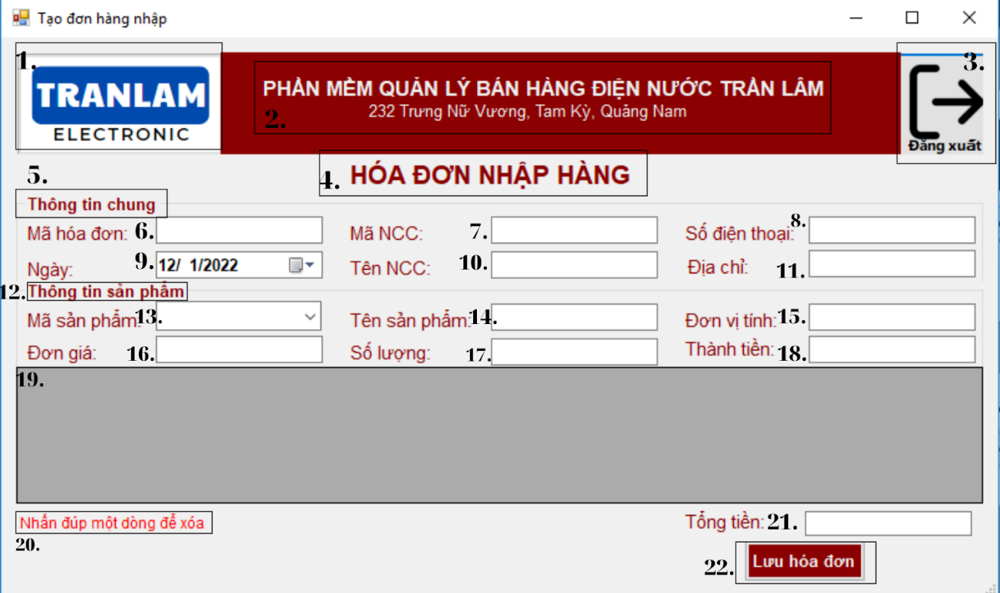 Tạo đơn hàng nhập
1.
TRANLAM
ELECTRONIC
PHẦN MỀM QUẢN LÝ BÁN HÀNG ĐIỆN NƯỚC TRẦN LÂM
232 Trưng Nữ Vương, Tam Kỳ, Quảng Nam
2.
3.
Đăng xuất
4. HÓA ĐƠN NHẬP HÀNG
5.
Thông tin chung
Mã hóa đơn: 6. Mã NCC: 7. Số điện thoại: 8.
Ngày: 9. 12/ 1/2022 Tên NCC: 10. Địa chỉ: 11.
12. Thông tin sản phẩm
Mã sản phẩm: 13. Tên sản phẩm: 14. Đơn vị tính: 15.
Đơn giá: 16. Số lượng: 17. Thành tiền: 18.
19.
Nhấn đúp một dòng để xóa
20.
Tổng tiền: 21.
22. Lưu hóa đơn